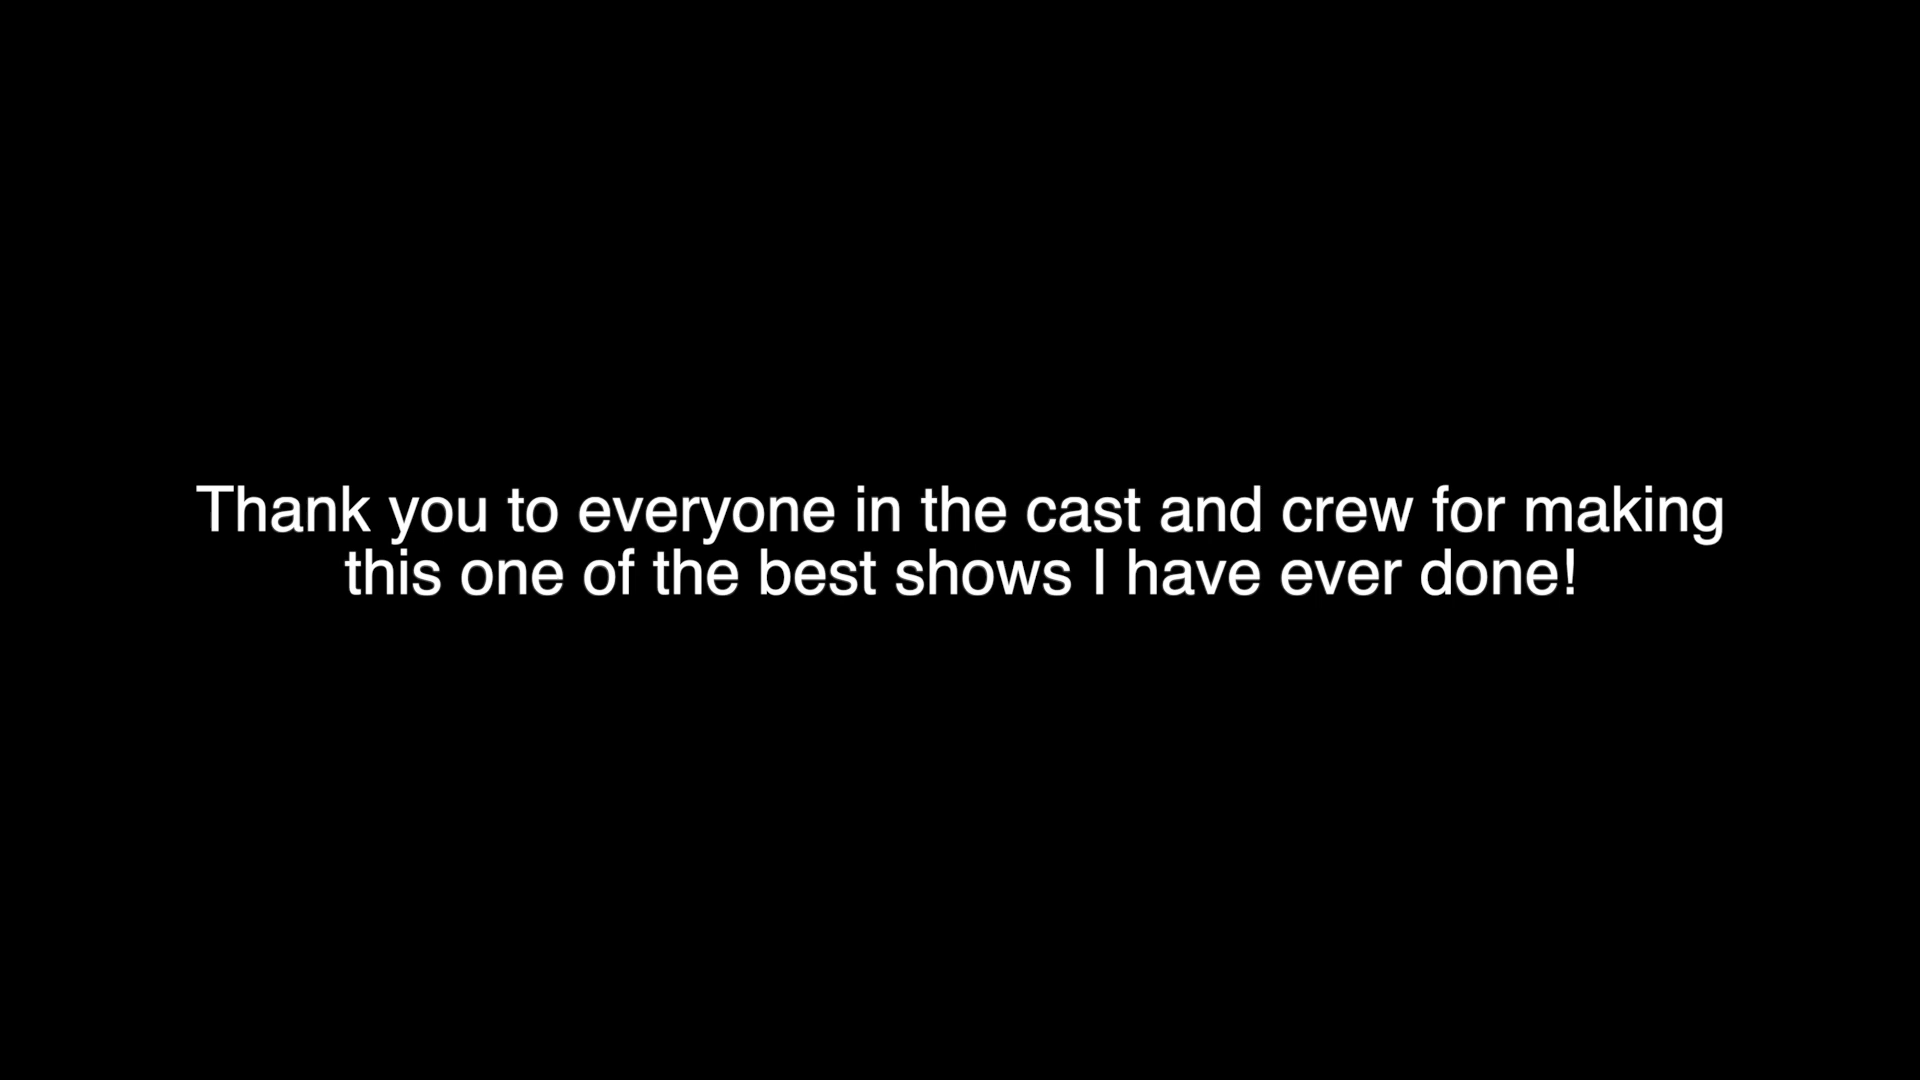 Thank you to everyone in the cast and crew for making
this one of the best shows I have ever done!